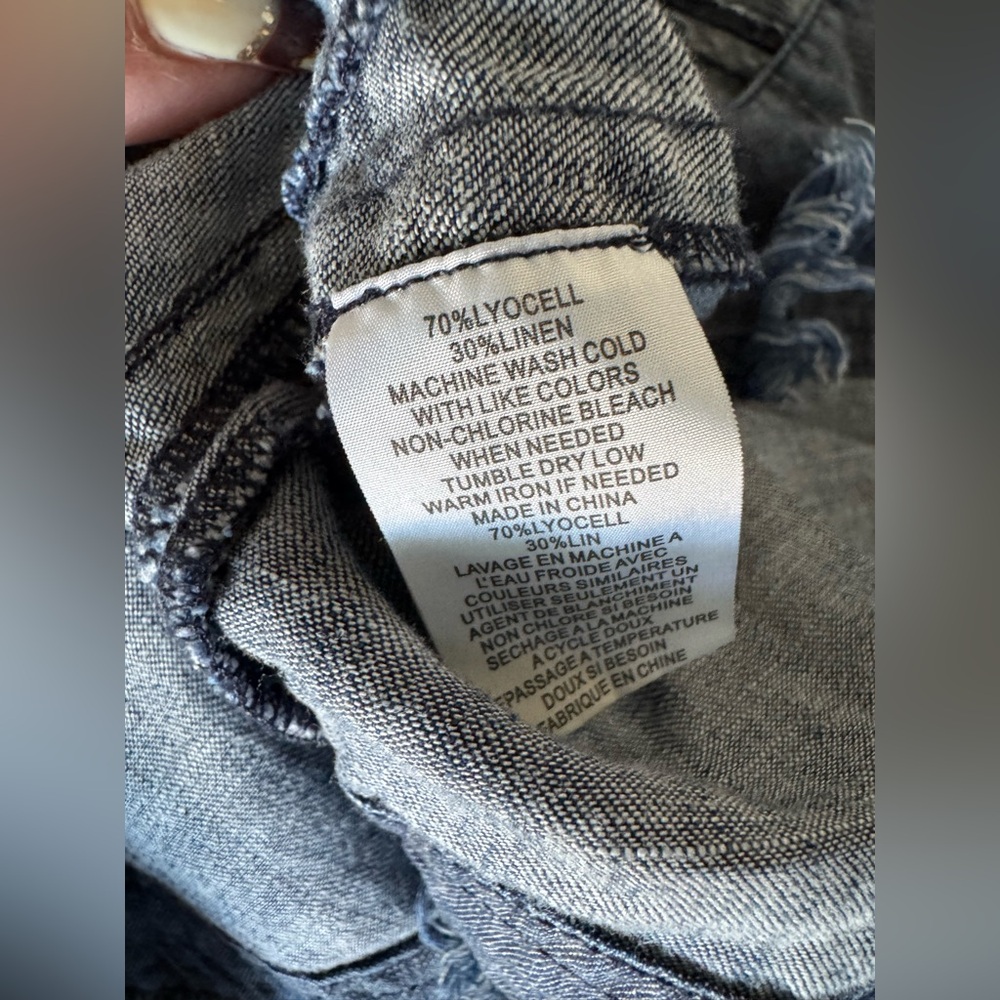 70%LYOCELL
30%LINEN
MACHINE WASH COLD
WITH LIKE COLORS
NON-CHLORINE BLEACH
WHEN NEEDED
TUMBLE DRY LOW
WARM IRON IF NEEDED
MADE IN CHINA
70%LYOCELL
30%LIN
LAVAGE EN MACHINE A
L'EAU FROIDE AVEC
COULEURS SIMILAIRES
UTILISER SEULEMENT UN
AGENT DE BLANCHIMENT
NON CHLORE SI BESOIN
SECHAGE A LA MACHINE
A CYCLE DOUX
PASSAGE A TEMPERATURE
DOUX SI BESOIN
FABRIQUE EN CHINE